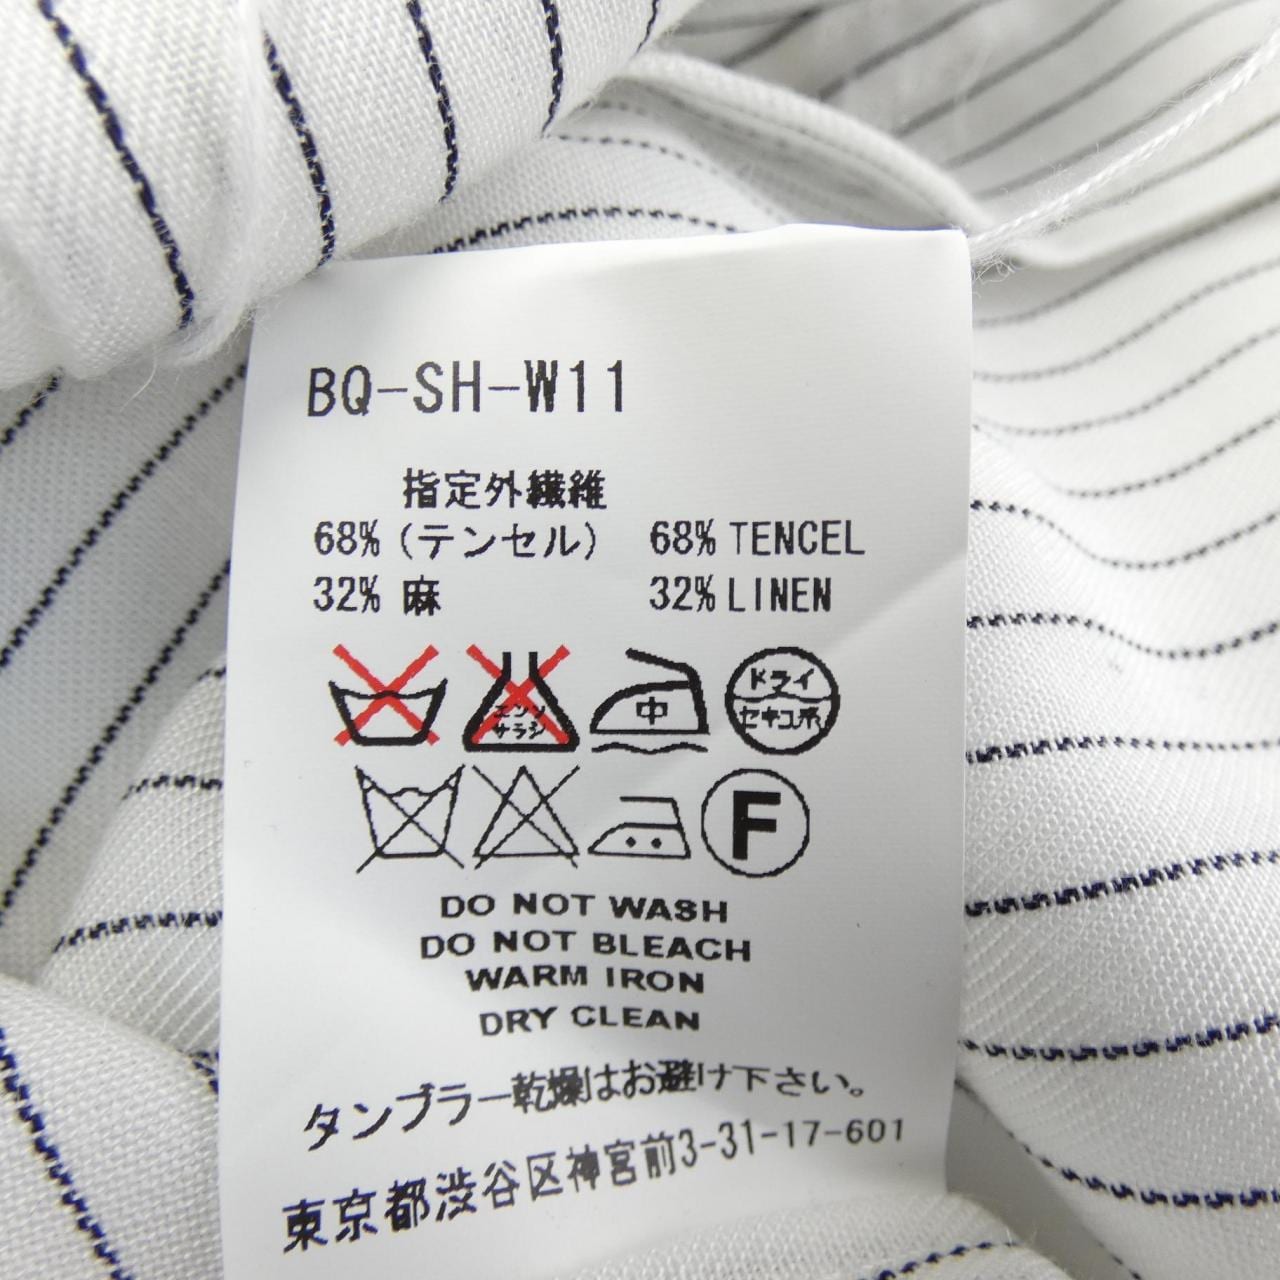 BQ-SH-W11
指定外繊維
68% (テンセル) 68% TENCEL
32% 麻 32% LINEN
エンソ
サラシ
中
ドライ
セキユ系
F
DO NOT WASH
DO NOT BLEACH
WARM IRON
DRY CLEAN
タンブラー乾燥はお避け下さい。
東京都渋谷区神宮前3-31-17-601